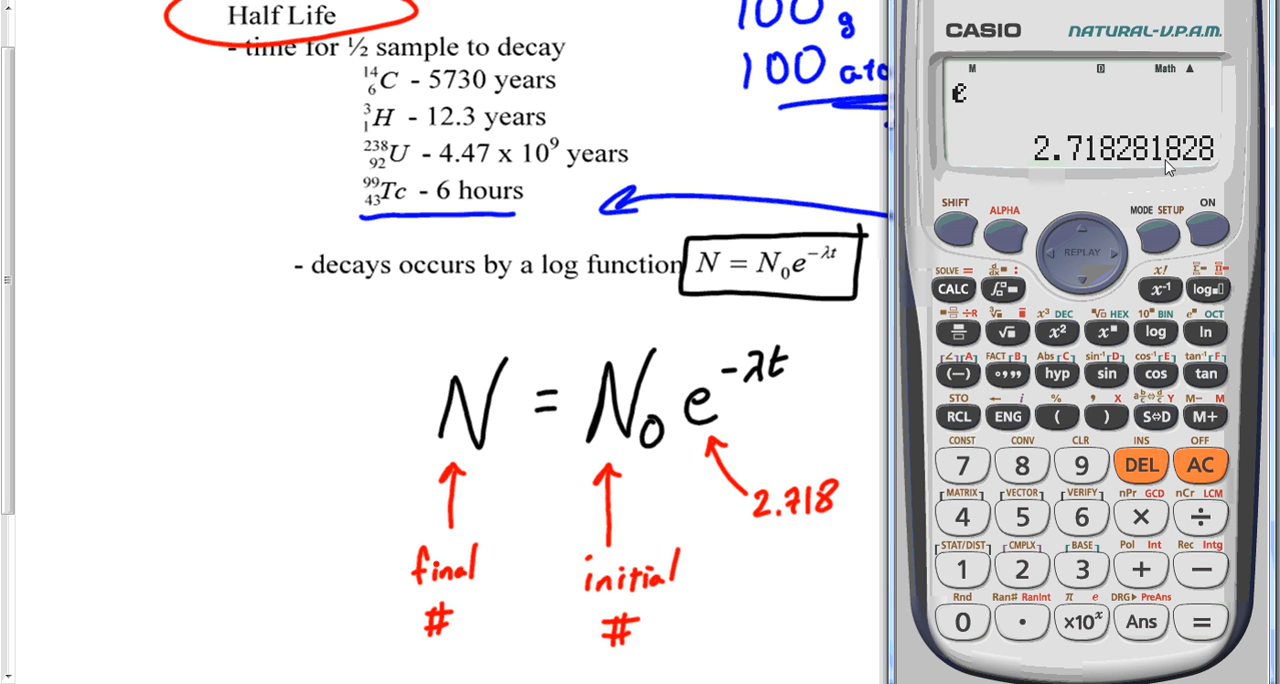 Half Life
- time for ½ sample to decay
¹⁴₆C - 5730 years
³₁H - 12.3 years
²³⁸₉₂U - 4.47 x 10⁹ years
⁹⁹₄₃Tc - 6 hours
- decays occurs by a log function N = N₀e^(-λt)
100 g
100 ato
N = N₀ e^(-λt)
2.718
final
#
initial
#
CASIO NATURAL-V.P.A.M.
M D Math ▲
e
2.718281828
SHIFT ALPHA MODE SETUP ON
REPLAY
SOLVE = d/dx : x! Σ Π
CALC ∫ x⁻¹ log
÷R ³√ x³ DEC √ HEX 10 BIN e OCT
√ x² x log ln
∠ A FACT B Abs C sin⁻¹ D cos⁻¹ E tan⁻¹ F
(−) ° ’ ” hyp sin cos tan
STO ← i % , X a b/c ⇔ d/c Y M− M
RCL ENG ( ) S⇔D M+
CONST CONV CLR INS OFF
7 8 9 DEL AC
MATRIX VECTOR VERIFY nPr GCD nCr LCM
4 5 6 × ÷
STAT/DIST CMPLX BASE Pol Int Rec Intg
1 2 3 + −
Rnd Ran# RanInt π e DRG▶ PreAns
0 · ×10ˣ Ans =